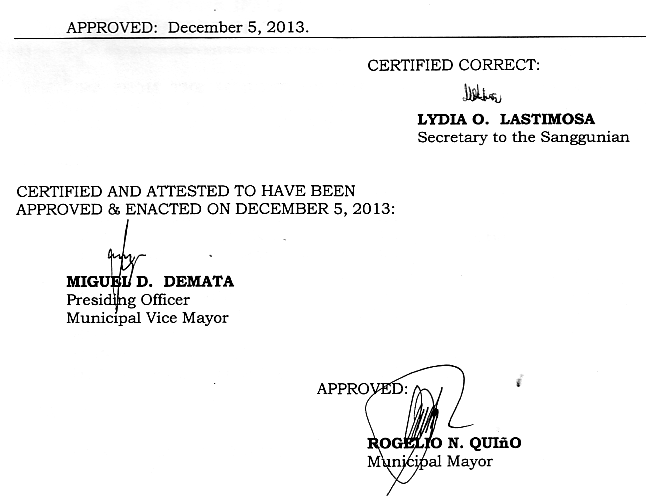 APPROVED: December 5, 2013.
CERTIFIED CORRECT:
LYDIA O. LASTIMOSA
Secretary to the Sanggunian
CERTIFIED AND ATTESTED TO HAVE BEEN
APPROVED & ENACTED ON DECEMBER 5, 2013:
MIGUEL D. DEMATA
Presiding Officer
Municipal Vice Mayor
APPROVED:
ROGELIO N. QUIñO
Municipal Mayor